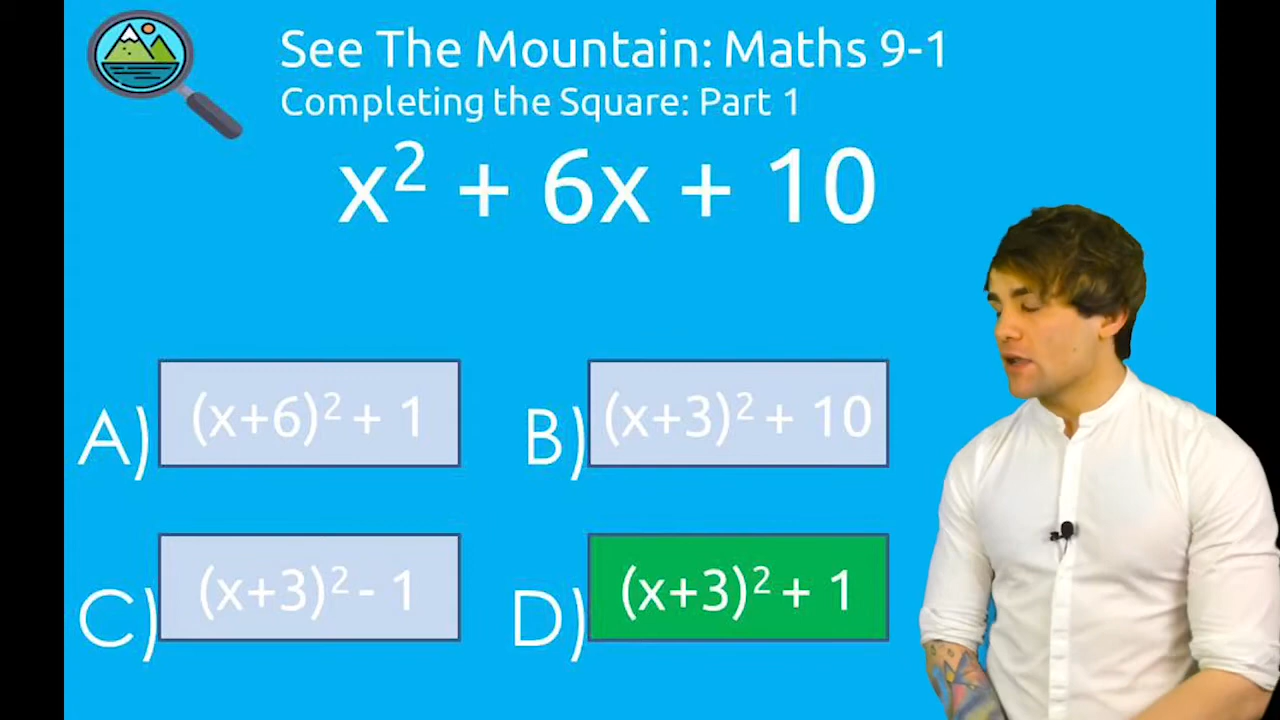 See The Mountain: Maths 9-1
Completing the Square: Part 1
x² + 6x + 10
A) (x+6)² + 1
B) (x+3)² + 10
C) (x+3)² - 1
D) (x+3)² + 1